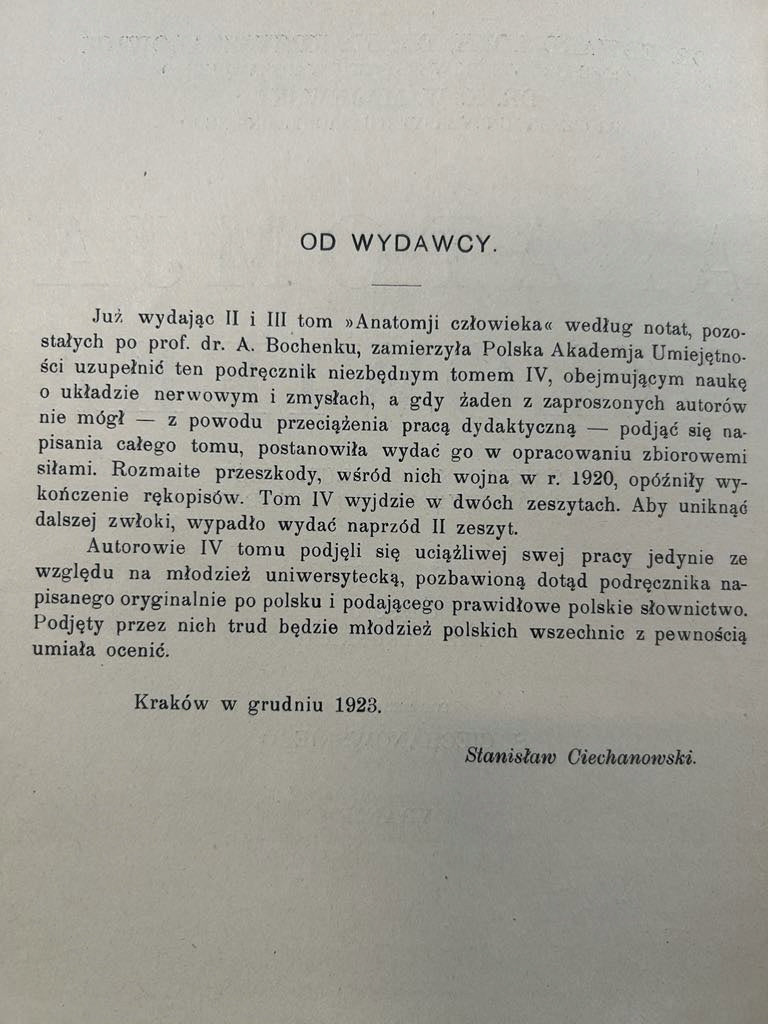 OD WYDAWCY.
Już wydając II i III tom »Anatomji człowieka« według notat, pozo-
stałych po prof. dr. A. Bochenku, zamierzyła Polska Akademja Umiejętno-
ści uzupełnić ten podręcznik niezbędnym tomem IV, obejmującym naukę
o układzie nerwowym i zmysłach, a gdy żaden z zaproszonych autorów
nie mógł — z powodu przeciążenia pracą dydaktyczną — podjąć się na-
pisania całego tomu, postanowiła wydać go w opracowaniu zbiorowemi
siłami. Rozmaite przeszkody, wśród nich wojna w r. 1920, opóźniły wy-
kończenie rękopisów. Tom IV wyjdzie w dwóch zeszytach. Aby uniknąć
dalszej zwłoki, wypadło wydać naprzód II zeszyt.
Autorowie IV tomu podjęli się uciążliwej swej pracy jedynie ze
względu na młodzież uniwersytecką, pozbawioną dotąd podręcznika na-
pisanego oryginalnie po polsku i podającego prawidłowe polskie słownictwo.
Podjęty przez nich trud będzie młodzież polskich wszechnic z pewnością
umiała ocenić.
Kraków w grudniu 1923.
Stanisław Ciechanowski.